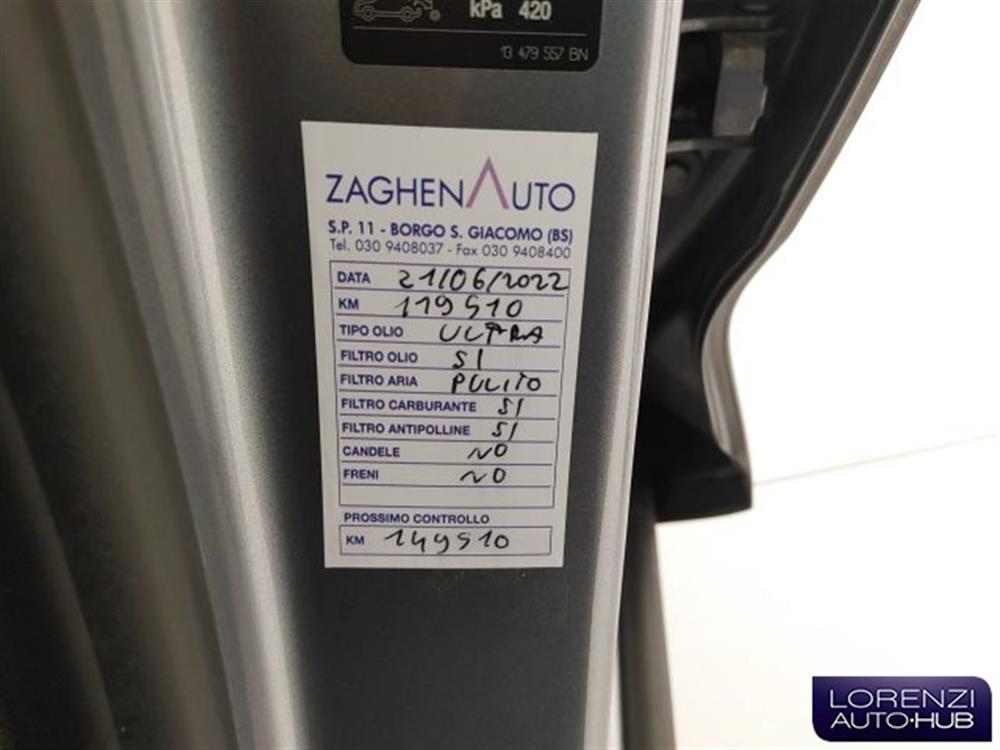 kPa 420
13 479 557 BN
ZAGHENAUTO
S.P. 11 - BORGO S. GIACOMO (BS)
Tel. 030 9408037 - Fax 030 9408400
DATA 21/06/2022
KM 119510
TIPO OLIO ULTRA
FILTRO OLIO SI
FILTRO ARIA PULITO
FILTRO CARBURANTE SI
FILTRO ANTIPOLLINE SI
CANDELE NO
FRENI NO
PROSSIMO CONTROLLO
KM 149510
LORENZI
AUTO·HUB